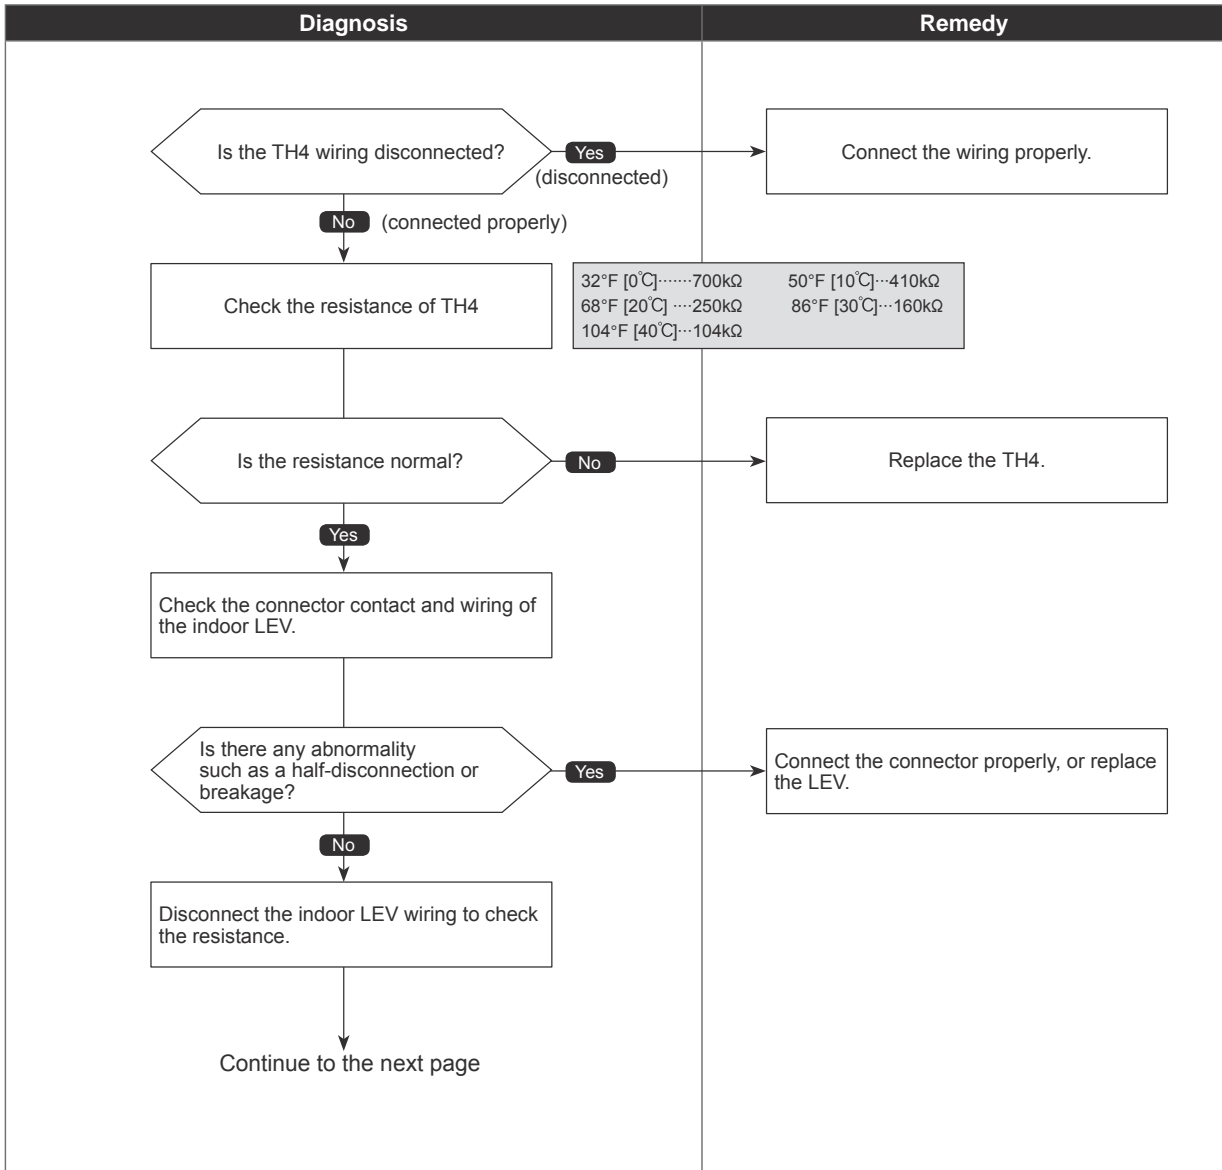 Diagnosis
Remedy
Is the TH4 wiring disconnected?
Yes
(disconnected)
Connect the wiring properly.
No (connected properly)
Check the resistance of TH4
32°F [0℃]·······700kΩ 50°F [10℃]···410kΩ
68°F [20℃] ····250kΩ 86°F [30℃]···160kΩ
104°F [40℃]···104kΩ
Is the resistance normal?
No
Replace the TH4.
Yes
Check the connector contact and wiring of
the indoor LEV.
Is there any abnormality
such as a half-disconnection or
breakage?
Yes
Connect the connector properly, or replace
the LEV.
No
Disconnect the indoor LEV wiring to check
the resistance.
Continue to the next page